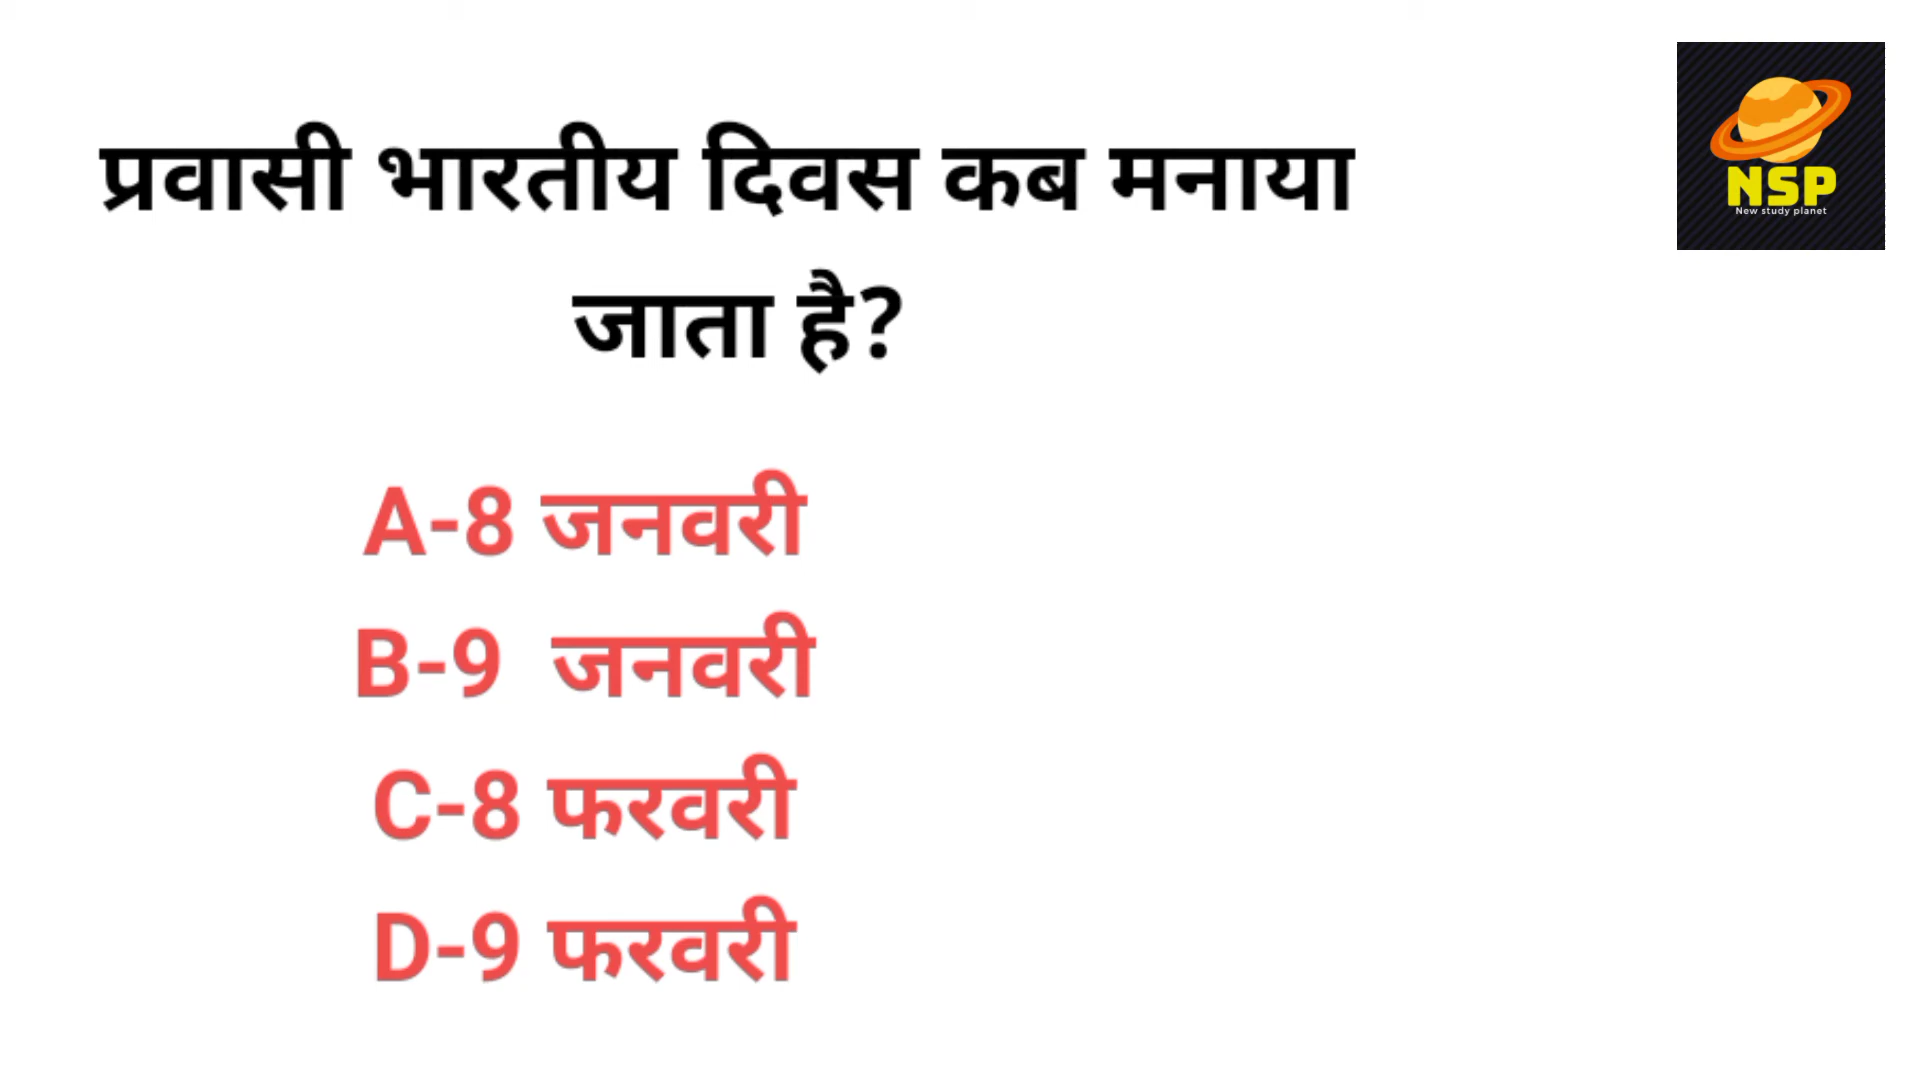 प्रवासी भारतीय दिवस कब मनाया
जाता है?
A-8 जनवरी
B-9 जनवरी
C-8 फरवरी
D-9 फरवरी
NSP
New study planet